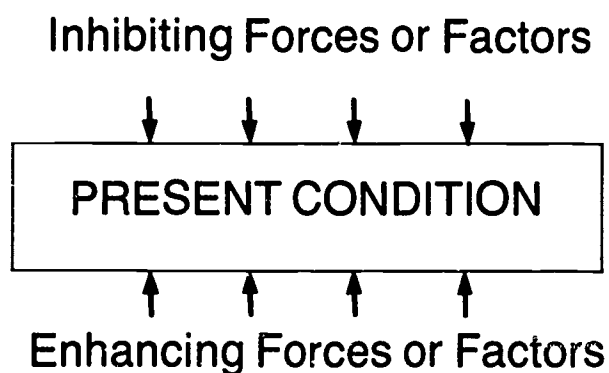 Inhibiting Forces or Factors
PRESENT CONDITION
Enhancing Forces or Factors